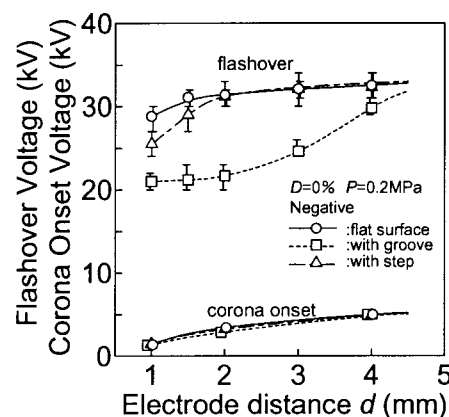 Flashover Voltage (kV)
Corona Onset Voltage (kV)
40
30
20
10
0
flashover
D=0% P=0.2MPa
Negative
:flat surface
:with groove
:with step
corona onset
1 2 3 4 5
Electrode distance d (mm)